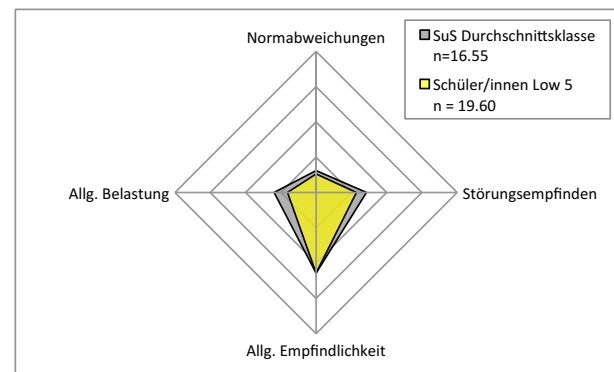 Normabweichungen
SuS Durchschnittsklasse
n=16.55
Schüler/innen Low 5
n = 19.60
Allg. Belastung
Störungsempfinden
Allg. Empfindlichkeit